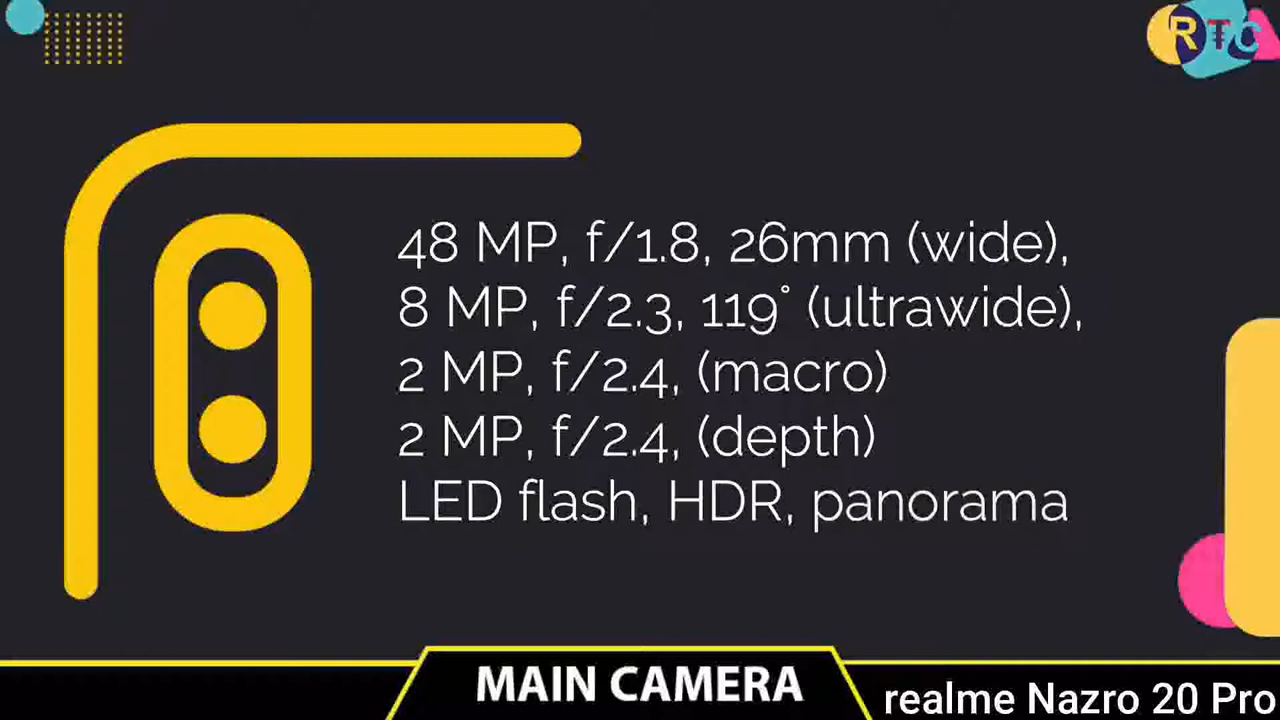 RTC
48 MP, f/1.8, 26mm (wide),
8 MP, f/2.3, 119° (ultrawide),
2 MP, f/2.4, (macro)
2 MP, f/2.4, (depth)
LED flash, HDR, panorama
MAIN CAMERA
realme Nazro 20 Pro